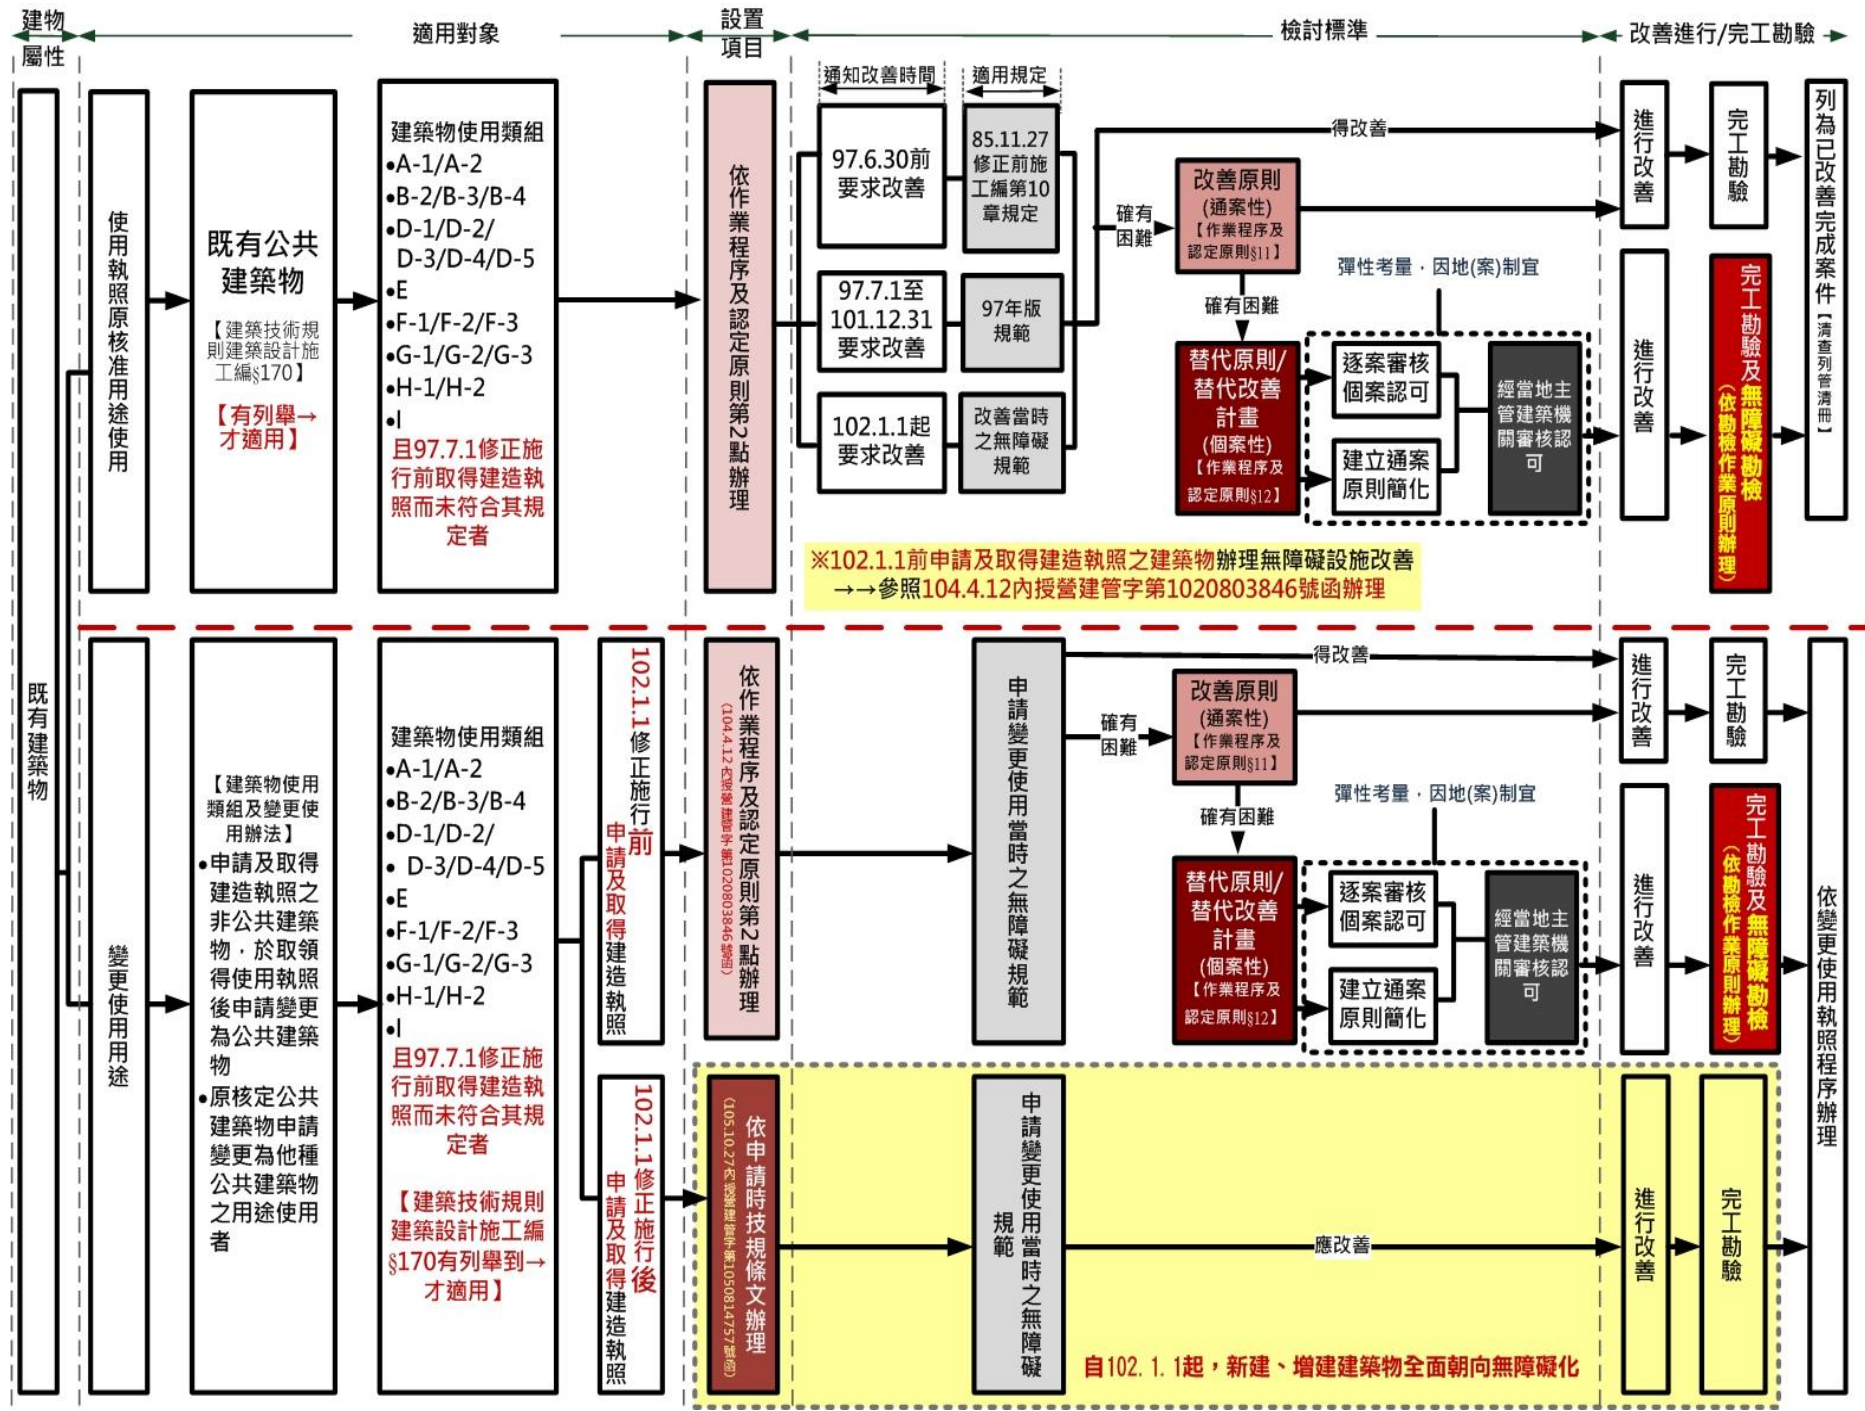 建物
屬性
適用對象
設置
項目
檢討標準
改善進行/完工勘驗
既有建築物
使用執照原核准用途使用
既有公共
建築物
【建築技術規
則建築設計施
工編§170】
【有列舉→
才適用】
建築物使用類組
•A-1/A-2
•B-2/B-3/B-4
•D-1/D-2/
D-3/D-4/D-5
•E
•F-1/F-2/F-3
•G-1/G-2/G-3
•H-1/H-2
•I
且97.7.1修正施
行前取得建造執
照而未符合其規
定者
依作業程序及認定原則第2點辦理
通知改善時間
適用規定
97.6.30前
要求改善
85.11.27
修正前施
工編第10
章規定
97.7.1至
101.12.31
要求改善
97年版
規範
102.1.1起
要求改善
改善當時
之無障礙
規範
得改善
確有
困難
改善原則
(通案性)
【作業程序及
認定原則§11】
確有困難
替代原則/
替代改善
計畫
(個案性)
【作業程序及
認定原則§12】
彈性考量，因地(案)制宜
逐案審核
個案認可
建立通案
原則簡化
經當地主
管建築機
關審核認
可
進行改善
完工勘驗
進行改善
完工勘驗及無障礙勘檢
(依勘檢作業原則辦理)
列為已改善完成案件【清查列管清冊】
※102.1.1前申請及取得建造執照之建築物辦理無障礙設施改善
→→參照104.4.12內授營建管字第1020803846號函辦理
變更使用用途
【建築物使用
類組及變更使
用辦法】
•申請及取得
建造執照之
非公共建築
物，於取領
得使用執照
後申請變更
為公共建築
物
•原核定公共
建築物申請
變更為他種
公共建築物
之用途使用
者
建築物使用類組
•A-1/A-2
•B-2/B-3/B-4
•D-1/D-2/
• D-3/D-4/D-5
•E
•F-1/F-2/F-3
•G-1/G-2/G-3
•H-1/H-2
•I
且97.7.1修正施
行前取得建造執
照而未符合其規
定者
【建築技術規則
建築設計施工編
§170有列舉到→
才適用】
102.1.1修正施行前
申請及取得建造執照
依作業程序及認定原則第2點辦理
(104.4.12內授營建管字第1020803846號函)
申請變更使用當時之無障礙規範
得改善
確有
困難
改善原則
(通案性)
【作業程序及
認定原則§11】
確有困難
替代原則/
替代改善
計畫
(個案性)
【作業程序及
認定原則§12】
彈性考量，因地(案)制宜
逐案審核
個案認可
建立通案
原則簡化
經當地主
管建築機
關審核認
可
進行改善
完工勘驗
進行改善
完工勘驗及無障礙勘檢
(依勘檢作業原則辦理)
依變更使用執照程序辦理
102.1.1修正施行後
申請及取得建造執照
依申請時技規條文辦理
(105.10.27內授營建管字第1050814757號函)
申請變更使用當時之無障礙
規範
應改善
進行改善
完工勘驗
自102.1.1起，新建、增建建築物全面朝向無障礙化